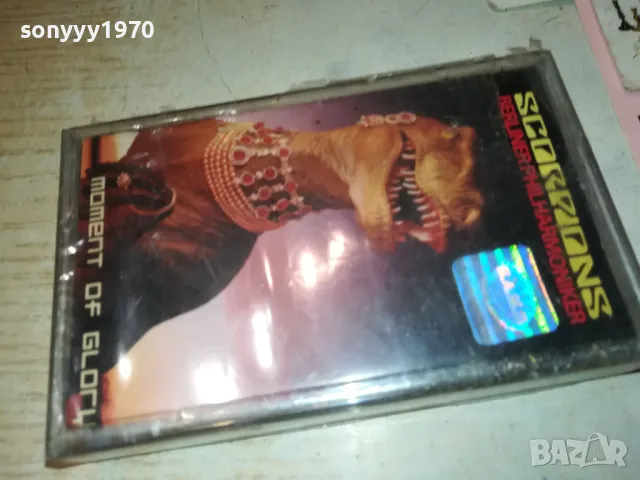 sonyyy1970
SCORPIONS
BERLINER PHILHARMONIKER
MOMENT OF GLORY
BAZAR